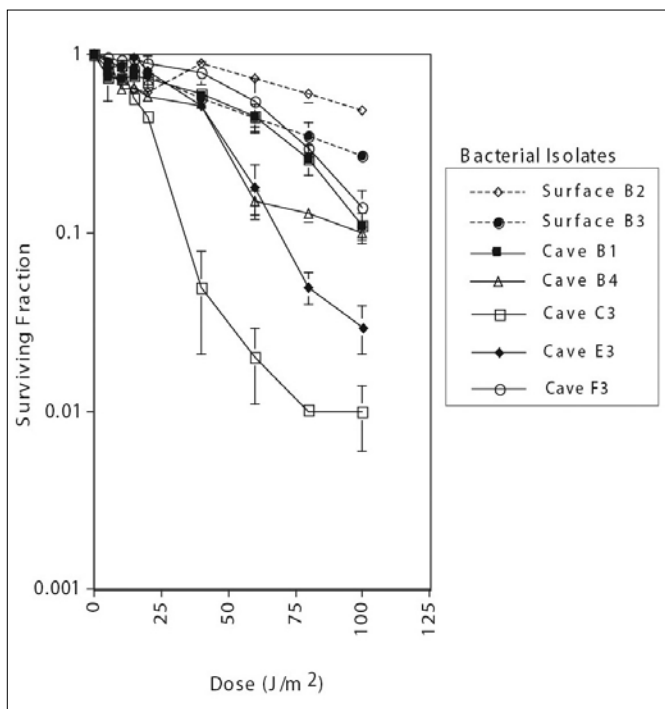 1
0.1
0.01
0.001
Surviving Fraction
0
25
50
75
100
125
Dose (J/m²)
Bacterial Isolates
Surface B2
Surface B3
Cave B1
Cave B4
Cave C3
Cave E3
Cave F3